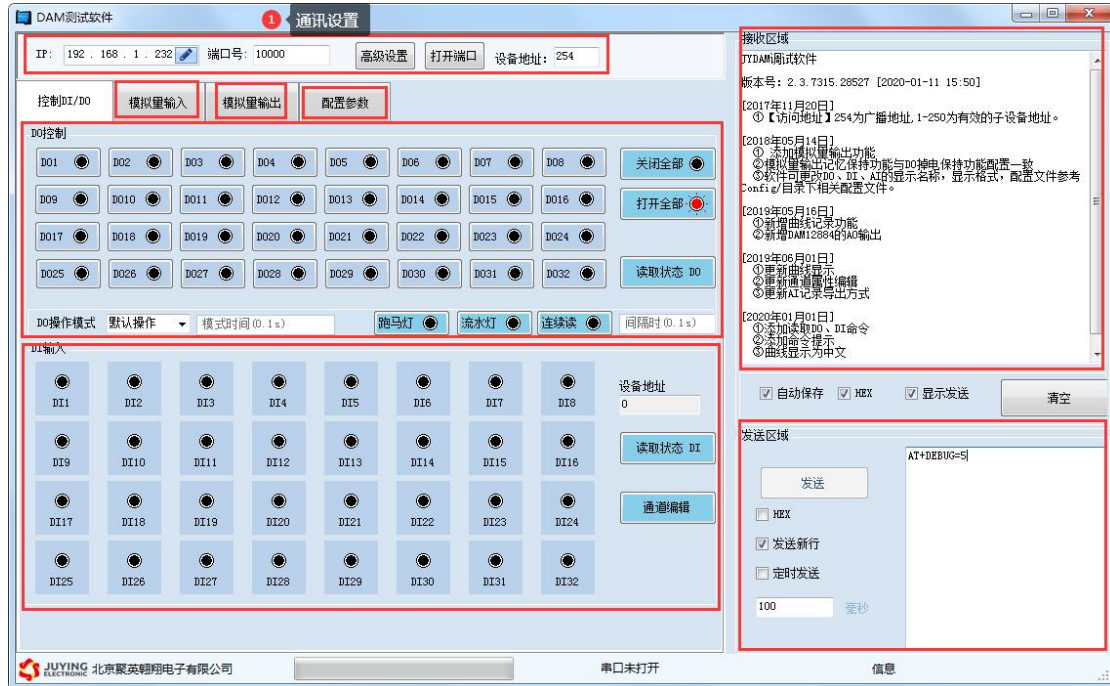 DAM测试软件
1 通讯设置
IP: 192 . 168 . 1 . 232 端口号: 10000 高级设置 打开端口 设备地址: 254
控制DI/DO 模拟量输入 模拟量输出 配置参数
DO控制
DO1 DO2 DO3 DO4 DO5 DO6 DO7 DO8 关闭全部
DO9 DO10 DO11 DO12 DO13 DO14 DO15 DO16 打开全部
DO17 DO18 DO19 DO20 DO21 DO22 DO23 DO24
DO25 DO26 DO27 DO28 DO29 DO30 DO31 DO32 读取状态 DO
DO操作模式 默认操作 模式时间(0.1s) 跑马灯 流水灯 连续读 间隔时(0.1s)
DI输入
DI1 DI2 DI3 DI4 DI5 DI6 DI7 DI8
设备地址
0
DI9 DI10 DI11 DI12 DI13 DI14 DI15 DI16
读取状态 DI
DI17 DI18 DI19 DI20 DI21 DI22 DI23 DI24
通道编辑
DI25 DI26 DI27 DI28 DI29 DI30 DI31 DI32
接收区域
JYDAM调试软件
版本号: 2.3.7315.28527 [2020-01-11 15:50]
[2017年11月20日]
①【访问地址】254为广播地址,1-250为有效的子设备地址。
[2018年05月14日]
① 添加模拟量输出功能
②模拟量输出记忆保持功能与DO掉电保持功能配置一致
③软件可更改DO、DI、AI的显示名称，显示格式，配置文件参考
Config/目录下相关配置文件。
[2019年05月16日]
①新增曲线记录功能
②新增DAM12884的AO输出
[2019年06月01日]
①更新曲线显示
②更新通道属性编辑
③更新AI记录导出方式
[2020年01月01日]
①添加读取DO、DI命令
②添加命令提示
③曲线显示为中文
自动保存 HEX 显示发送 清空
发送区域
AT+DEBUG=5
发送
HEX
发送新行
定时发送
100 毫秒
JUYING ELECTRONIC 北京聚英翱翔电子有限公司 串口未打开 信息